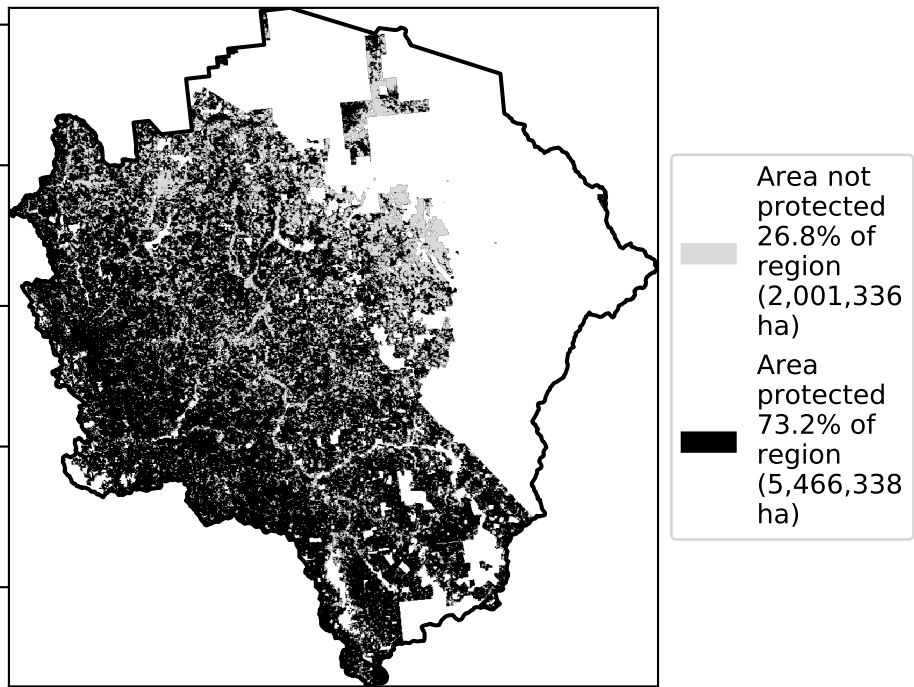 Area not
protected
26.8% of
region
(2,001,336
ha)
Area
protected
73.2% of
region
(5,466,338
ha)